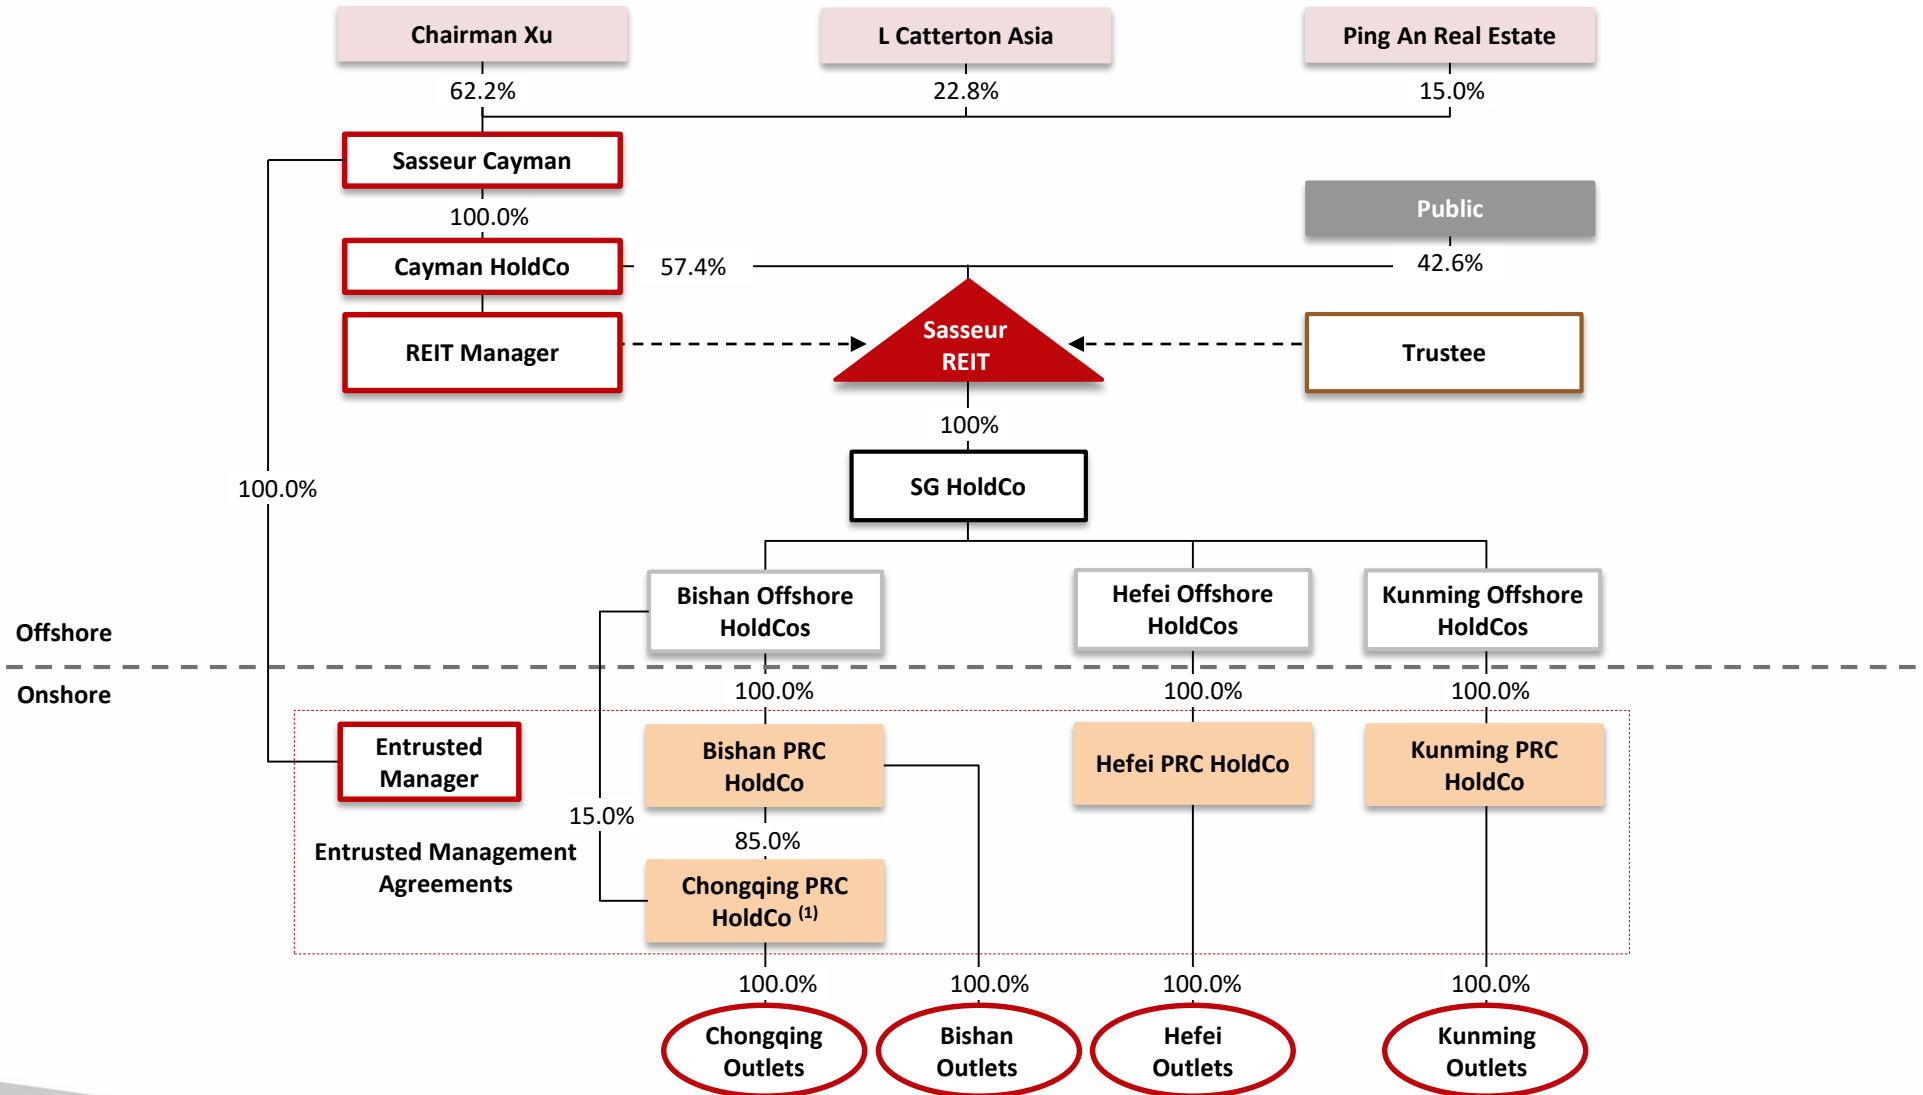 Chairman Xu
L Catterton Asia
Ping An Real Estate
62.2%
22.8%
15.0%
Sasseur Cayman
100.0%
Public
Cayman HoldCo
57.4%
42.6%
Sasseur
REIT
REIT Manager
Trustee
100%
SG HoldCo
100.0%
Bishan Offshore
HoldCos
Hefei Offshore
HoldCos
Kunming Offshore
HoldCos
Offshore
Onshore
100.0%
100.0%
100.0%
Entrusted
Manager
Bishan PRC
HoldCo
Hefei PRC HoldCo
Kunming PRC
HoldCo
15.0%
85.0%
Entrusted Management
Agreements
Chongqing PRC
HoldCo (1)
100.0%
100.0%
100.0%
100.0%
Chongqing
Outlets
Bishan
Outlets
Hefei
Outlets
Kunming
Outlets